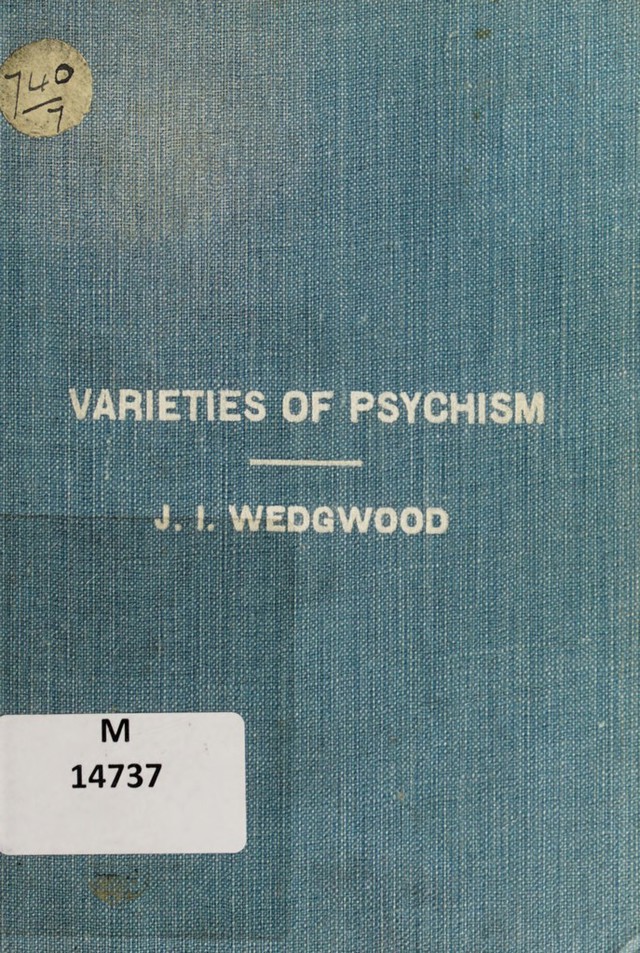 740
7
VARIETIES OF PSYCHISM
J. I. WEDGWOOD
M
14737